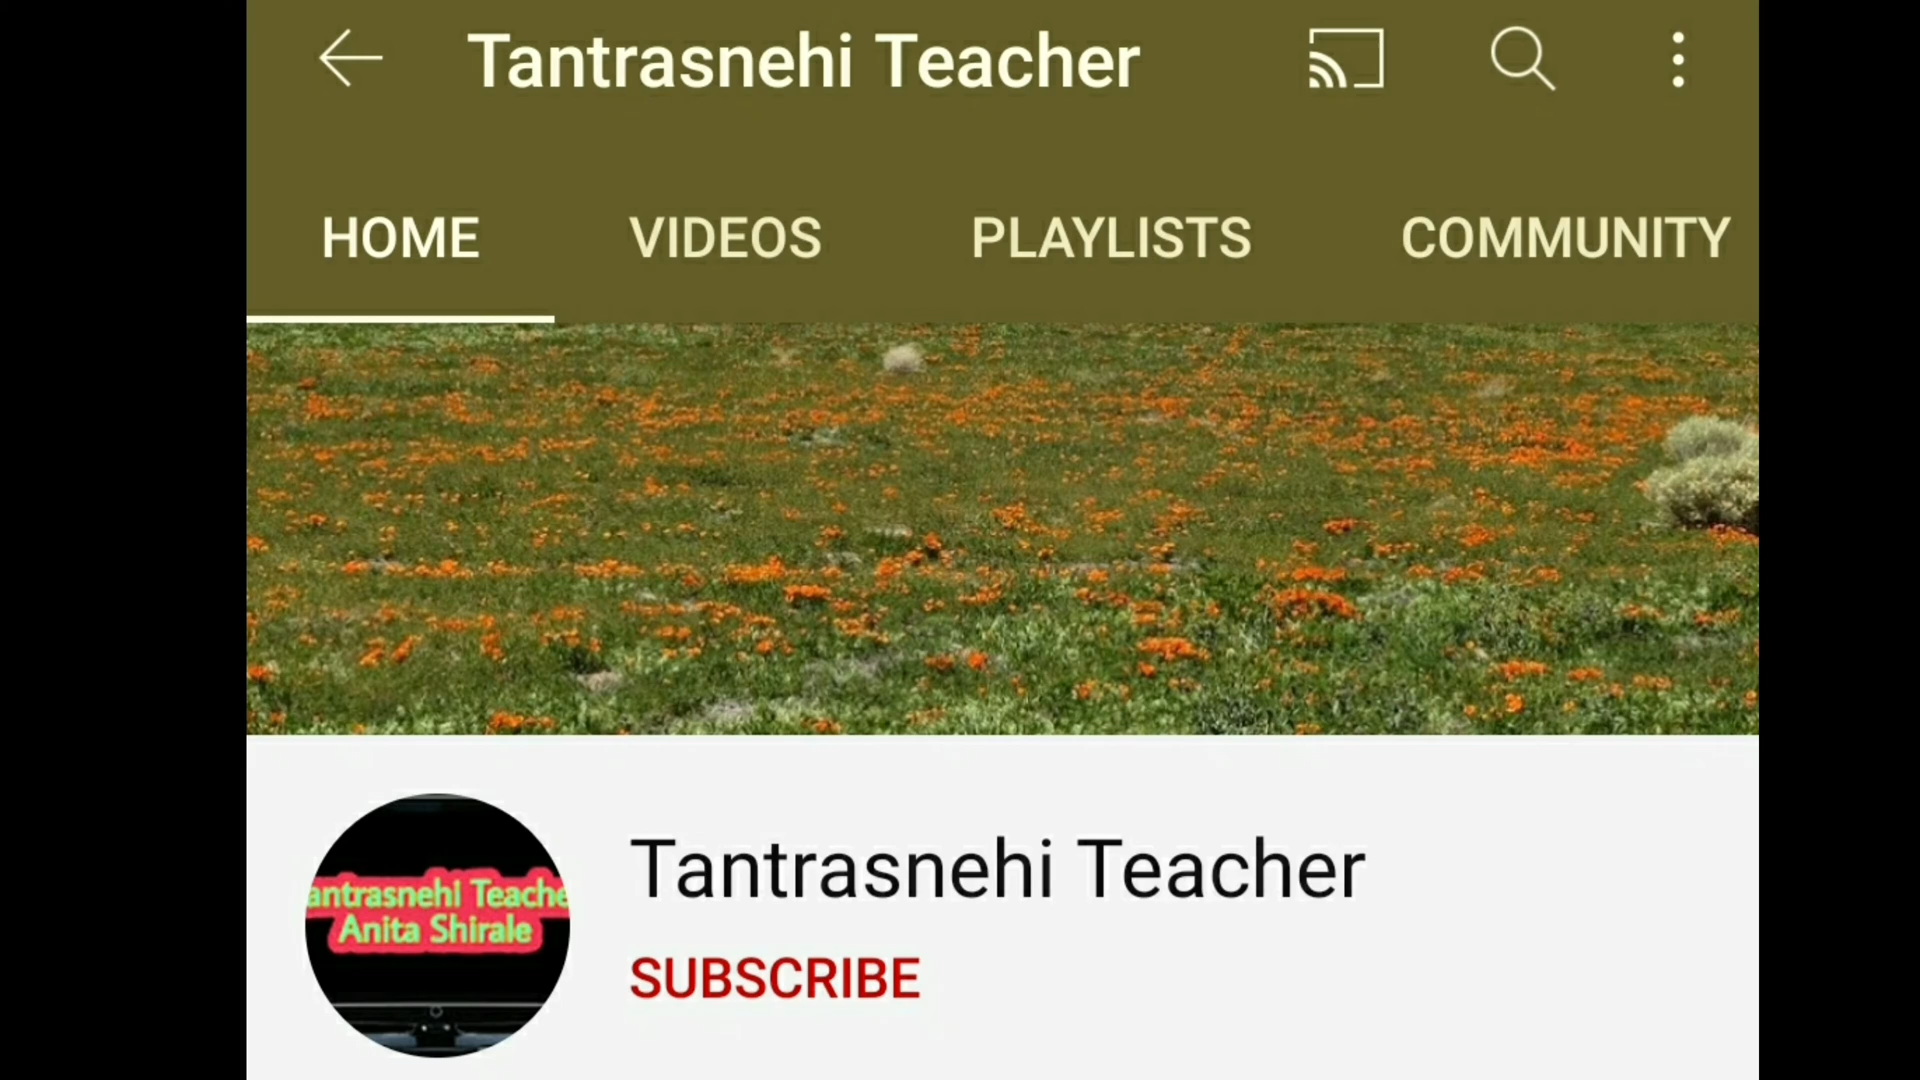 Tantrasnehi Teacher
HOME VIDEOS PLAYLISTS COMMUNITY
antrasnehi Teache
Anita Shirale
Tantrasnehi Teacher
SUBSCRIBE